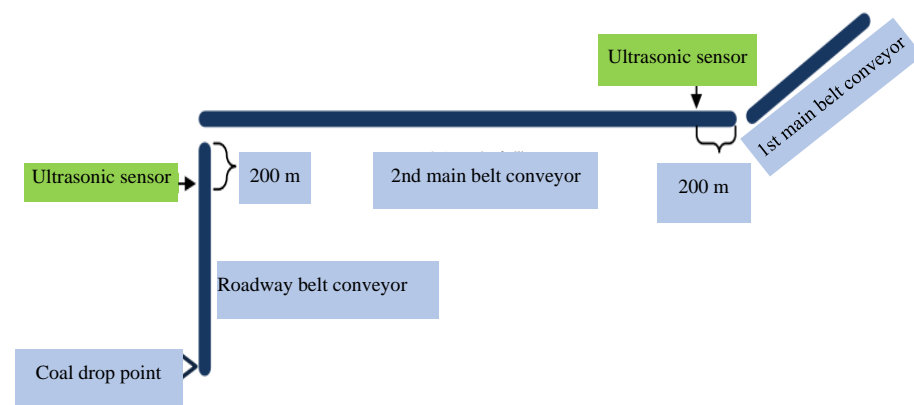 Ultrasonic sensor
1st main belt conveyor
Ultrasonic sensor
200 m
2nd main belt conveyor
200 m
Roadway belt conveyor
Coal drop point